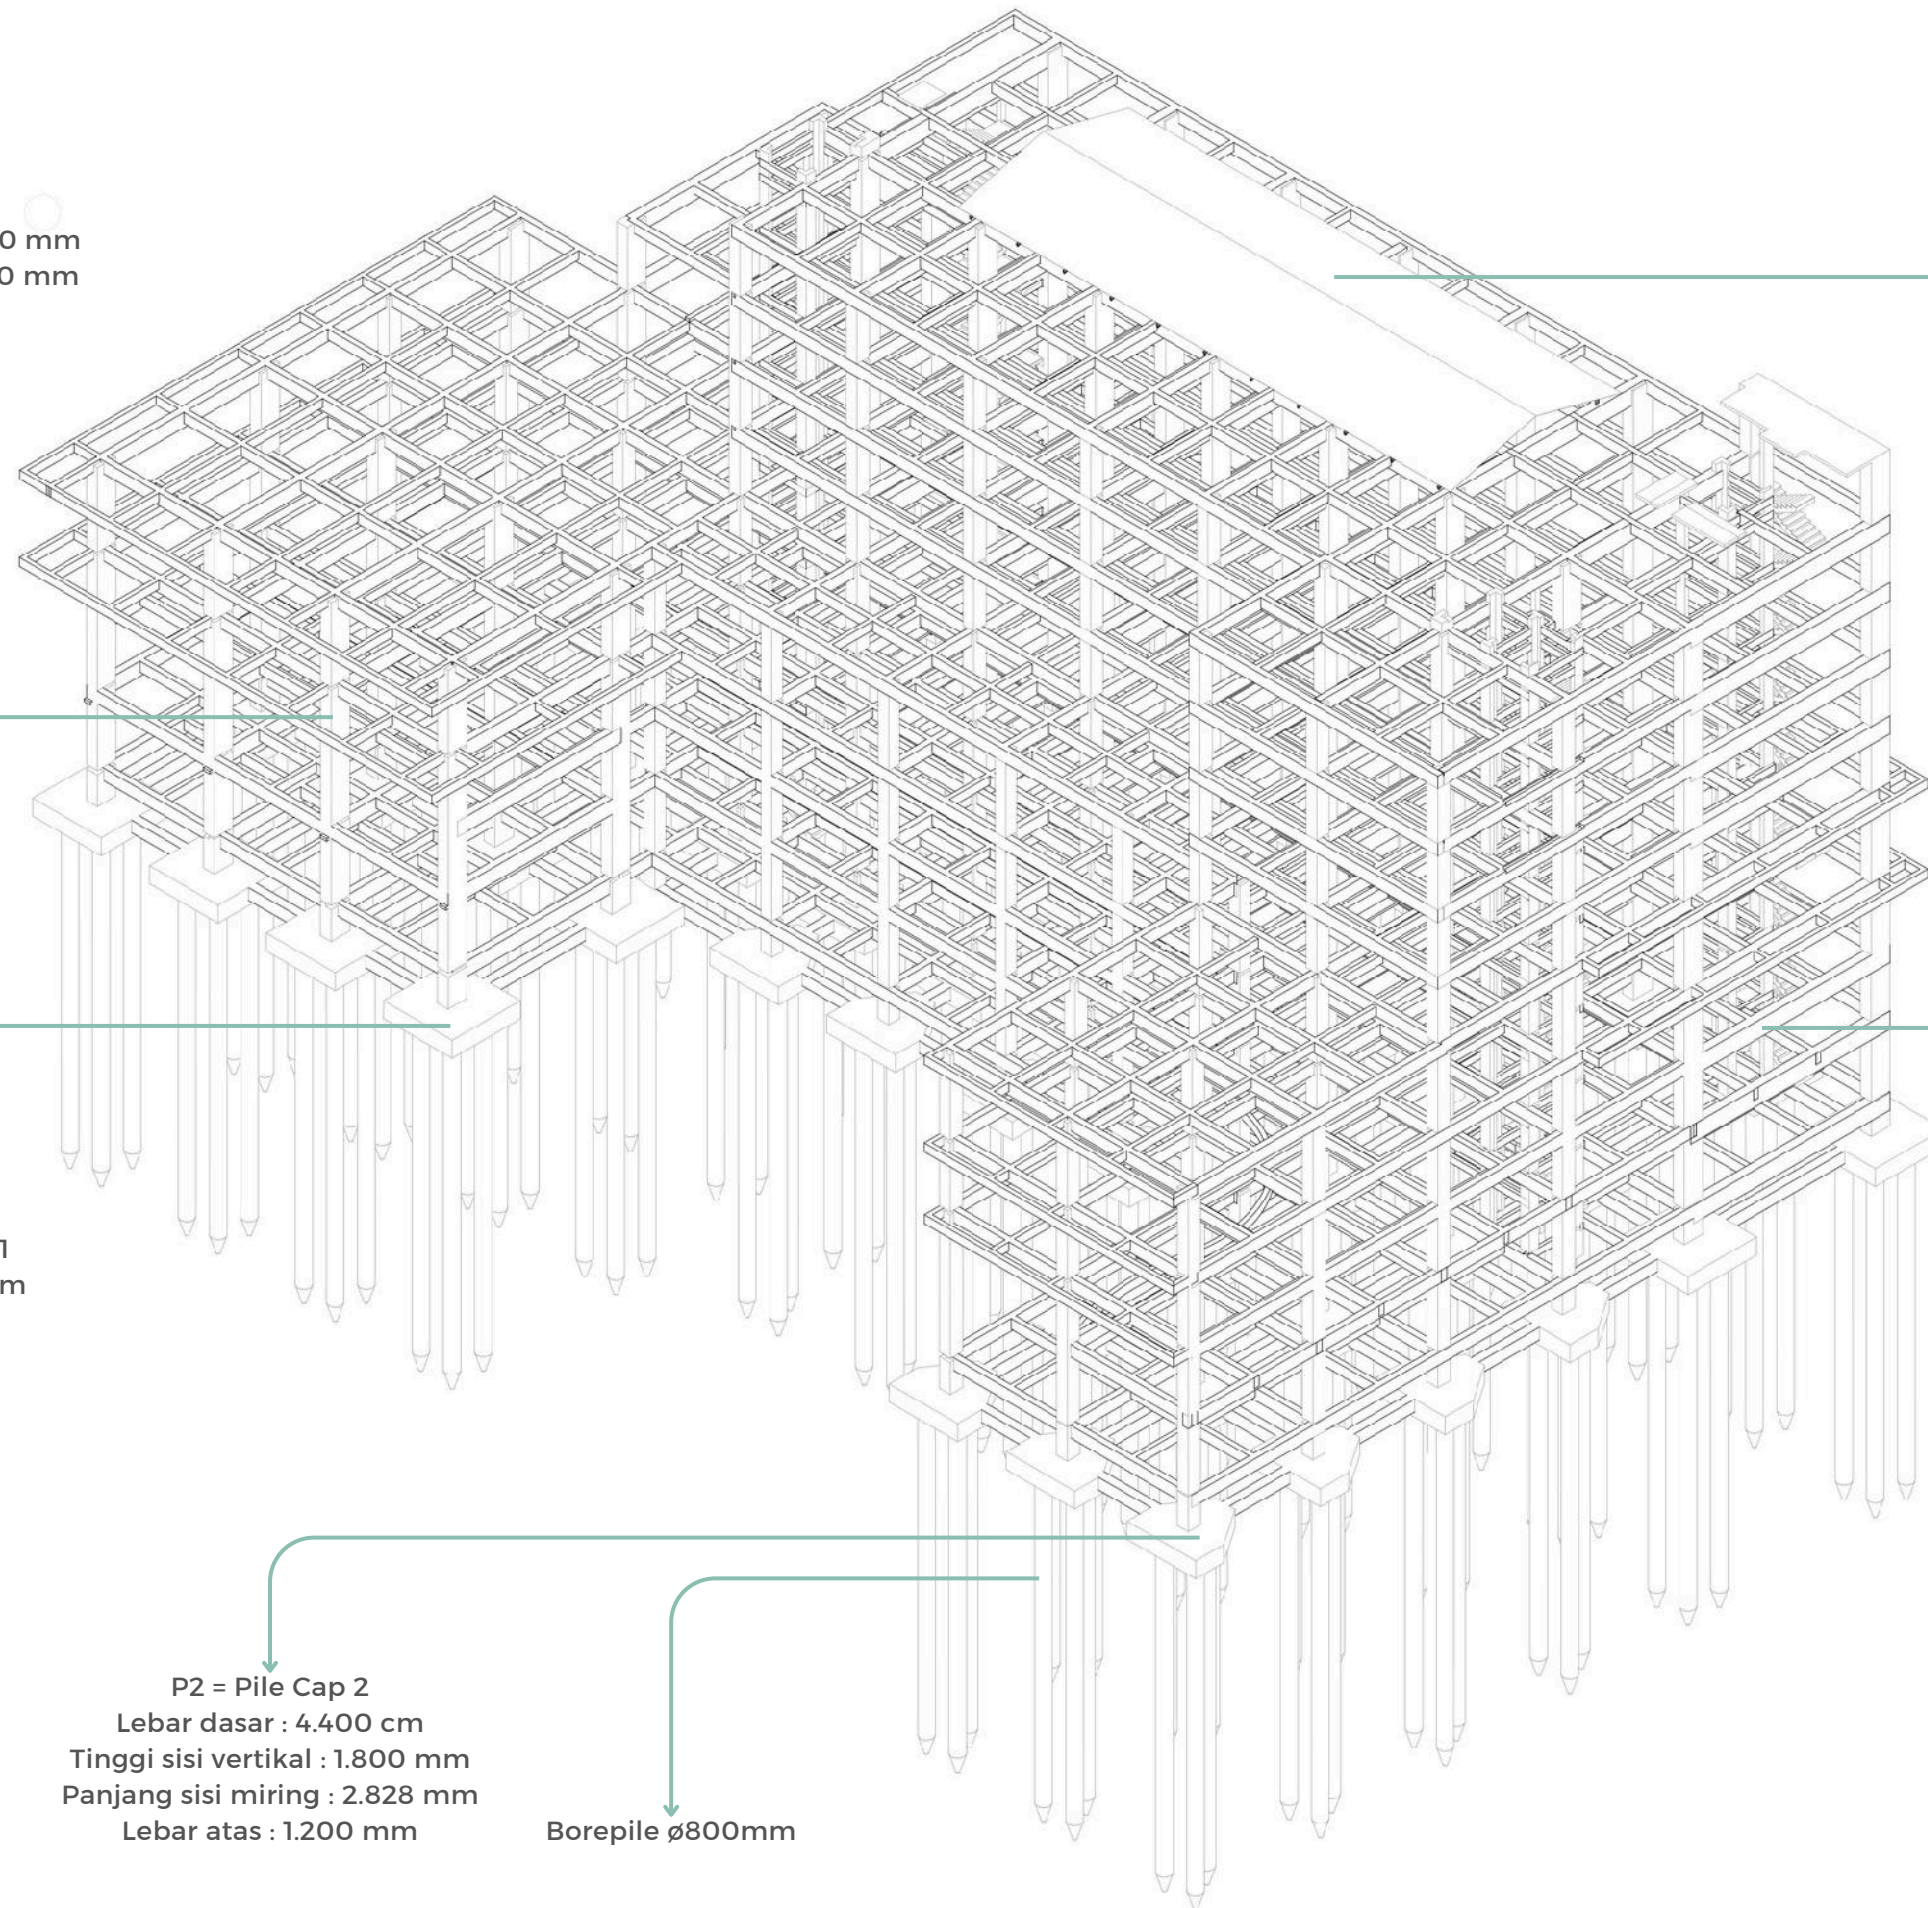 0 mm
0 mm
1
m
P2 = Pile Cap 2
Lebar dasar : 4.400 cm
Tinggi sisi vertikal : 1.800 mm
Panjang sisi miring : 2.828 mm
Lebar atas : 1.200 mm
Borepile ø800mm